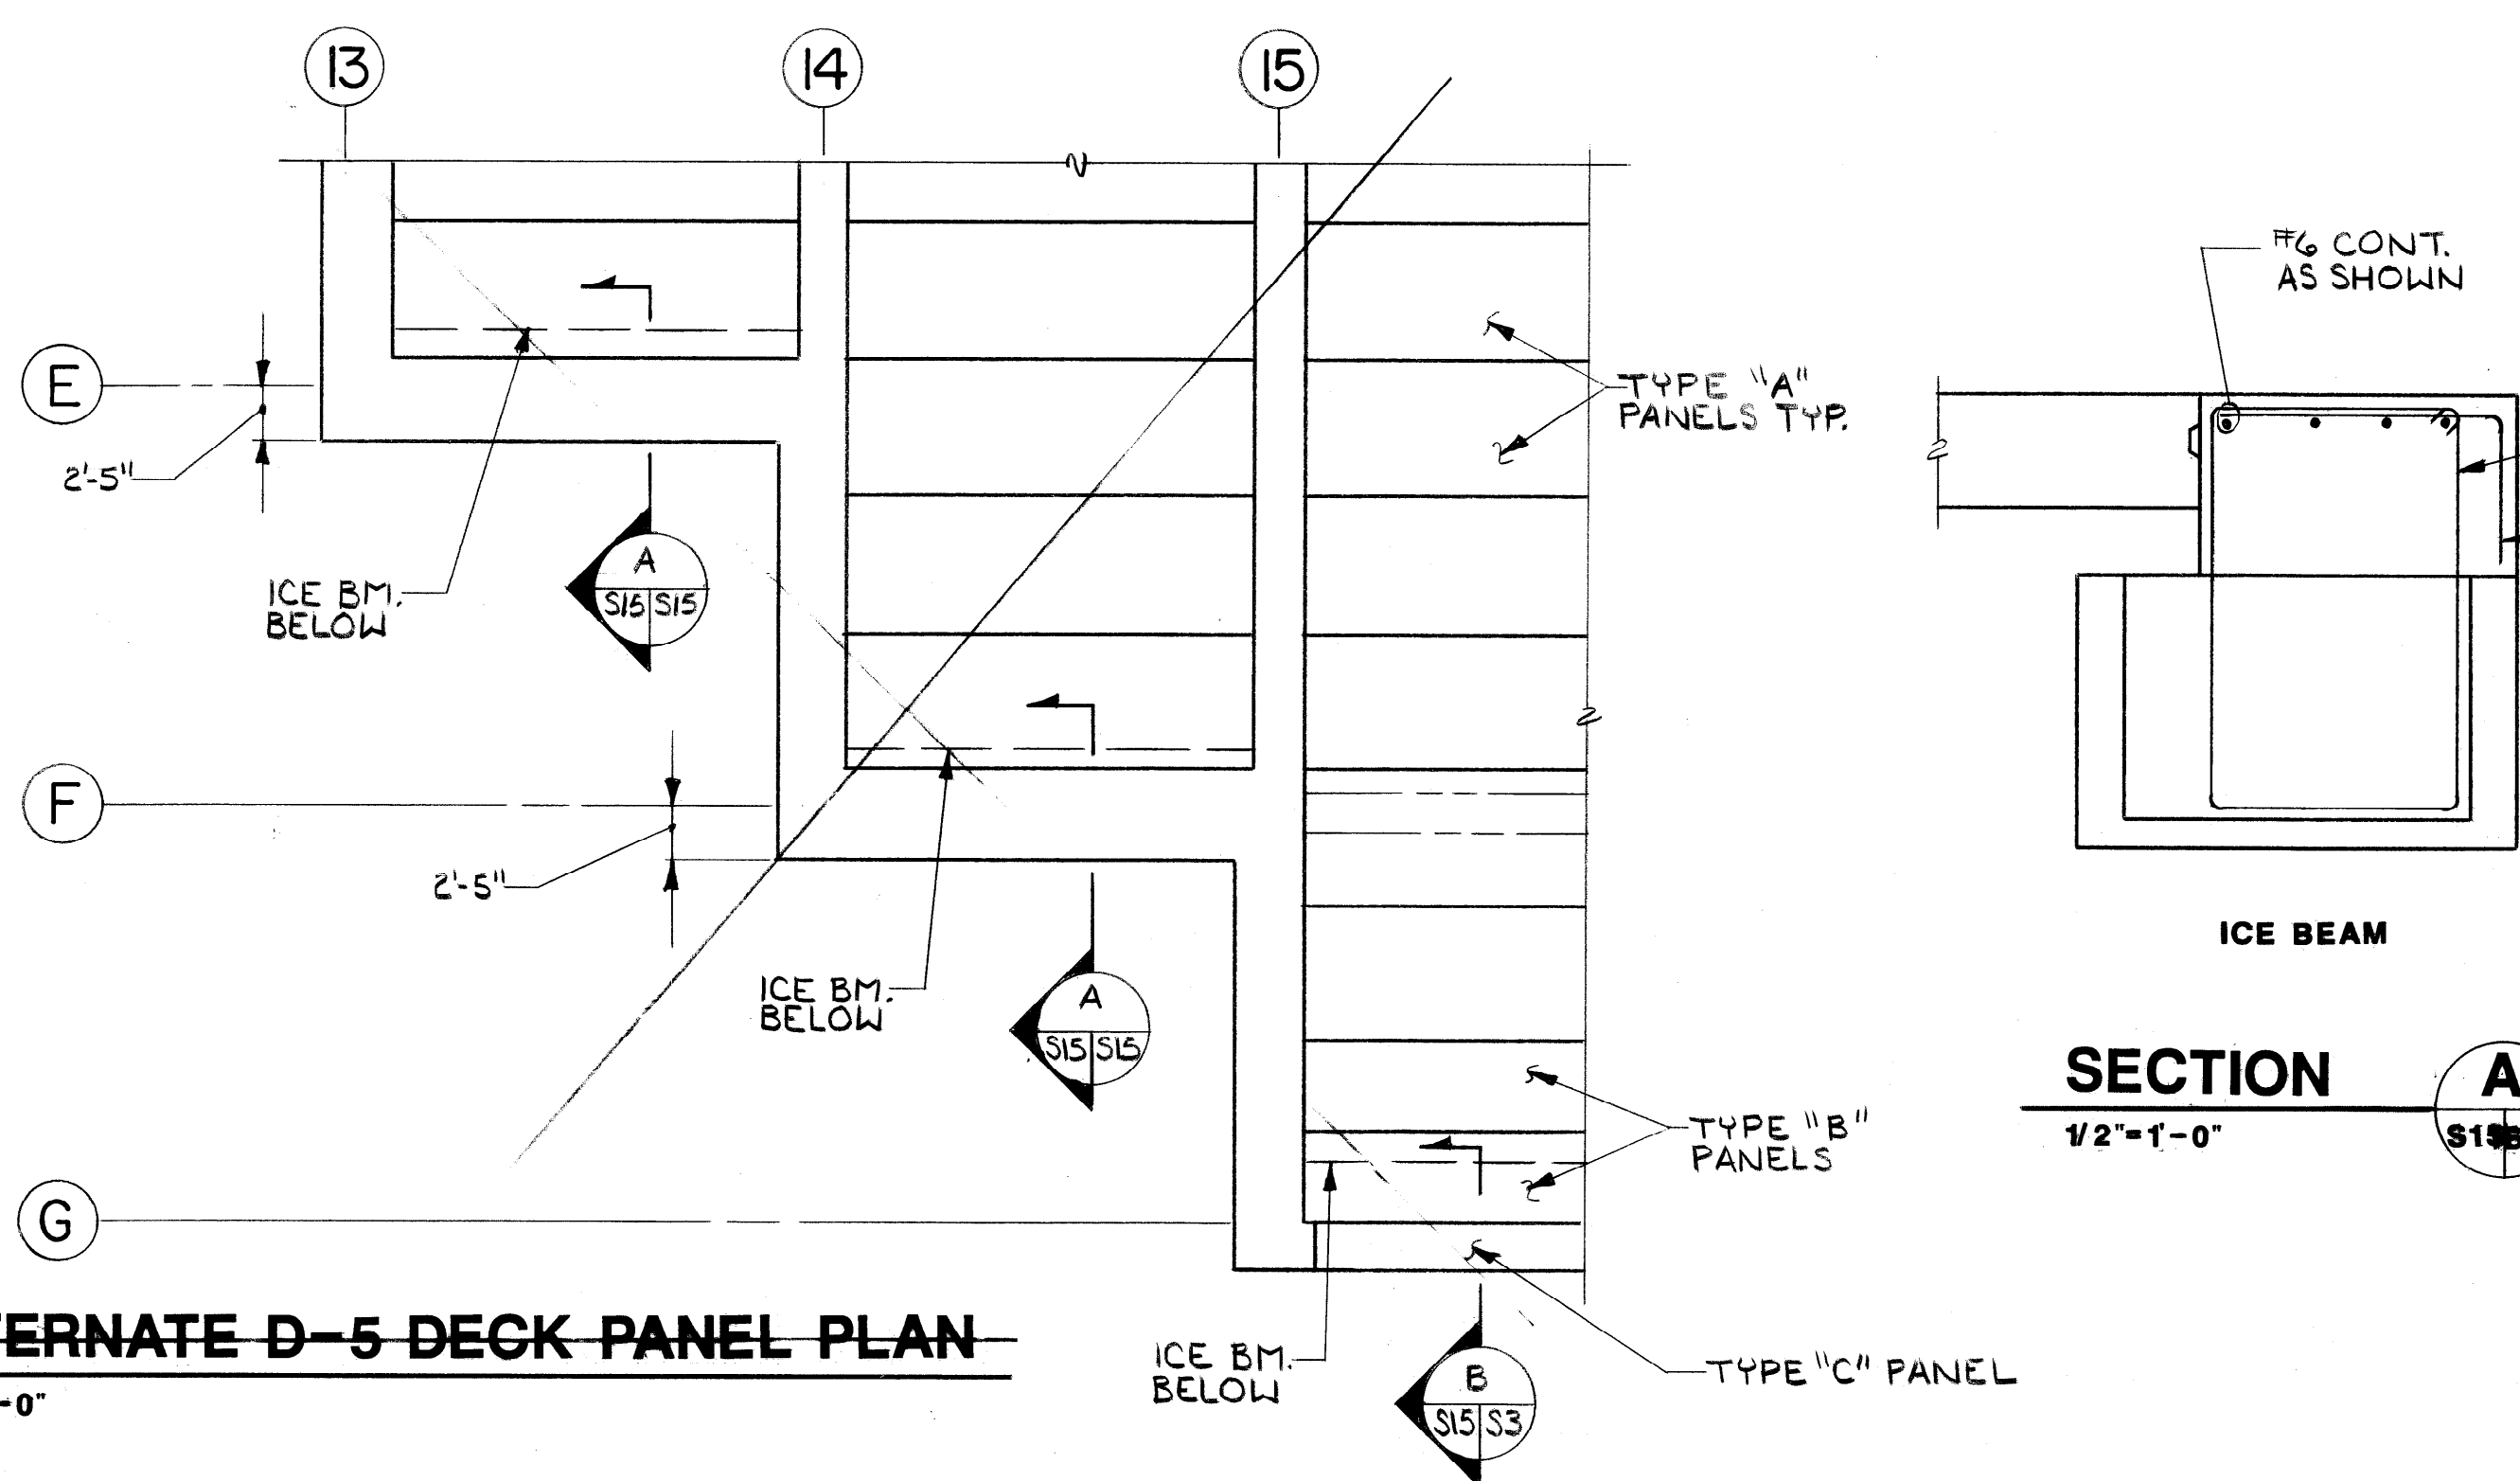 13
14
15
#6 CONT.
AS SHOWN
E
TYPE "A"
PANELS TYP.
2'-5"
A
S15 S15
ICE BM.
BELOW
F
2'-5"
ICE BEAM
ICE BM.
BELOW
A
S15 S15
SECTION
A
1/2"=1'-0"
TYPE "B"
PANELS
G
TERNATE D-5 DECK PANEL PLAN
-0"
ICE BM.
BELOW
B
S15 S3
TYPE "C" PANEL